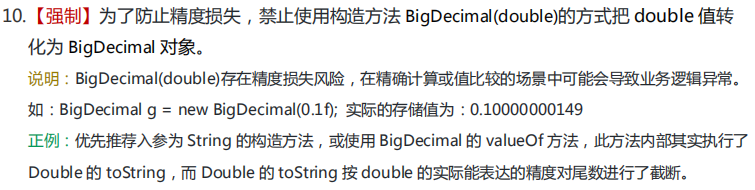 10.【强制】为了防止精度损失，禁止使用构造方法 BigDecimal(double)的方式把 double 值转
化为 BigDecimal 对象。
说明：BigDecimal(double)存在精度损失风险，在精确计算或值比较的场景中可能会导致业务逻辑异常。
如：BigDecimal g = new BigDecimal(0.1f); 实际的存储值为：0.10000000149
正例：优先推荐入参为 String 的构造方法，或使用 BigDecimal 的 valueOf 方法，此方法内部其实执行了
Double 的 toString，而 Double 的 toString 按 double 的实际能表达的精度对尾数进行了截断。